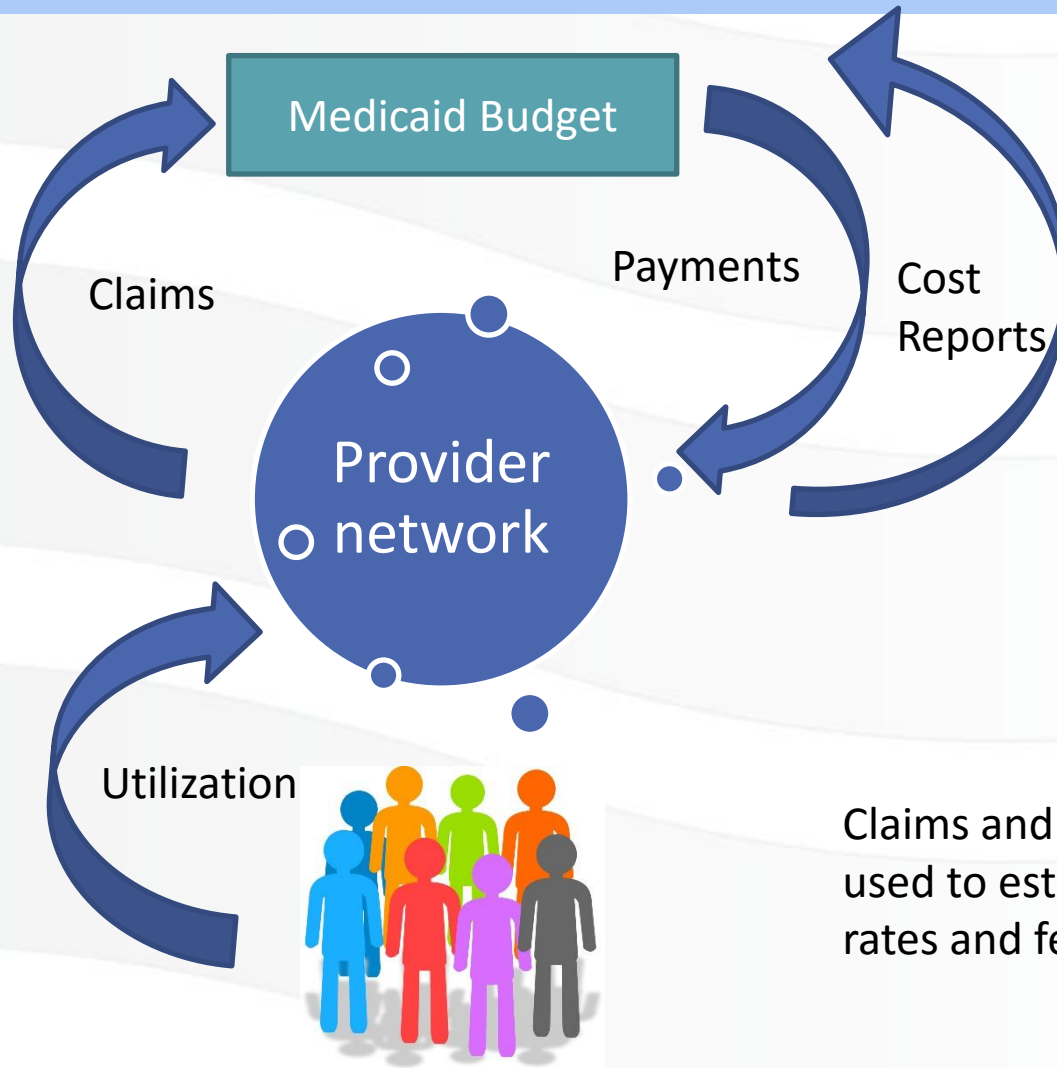 Medicaid Budget
Claims
Payments
Cost
Reports
Provider
network
Utilization
Claims and
used to est
rates and fe